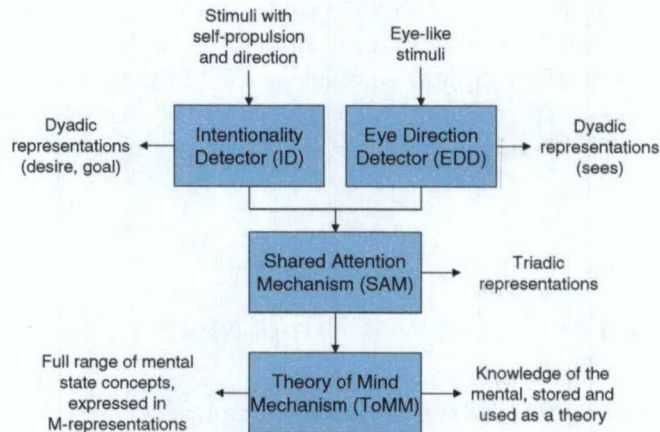 Stimuli with
self-propulsion
and direction
Eye-like
stimuli
Dyadic
representations
(desire, goal)
Intentionality
Detector (ID)
Eye Direction
Detector (EDD)
Dyadic
representations
(sees)
Shared Attention
Mechanism (SAM)
Triadic
representations
Full range of mental
state concepts,
expressed in
M-representations
Theory of Mind
Mechanism (ToMM)
Knowledge of the
mental, stored and
used as a theory